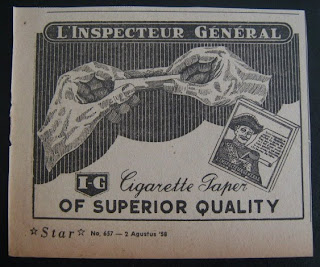 L'INSPECTEUR GÉNÉRAL
I-G Cigarette Paper
OF SUPERIOR QUALITY
☆ Star ☆ No. 657 — 2 Agustus '58